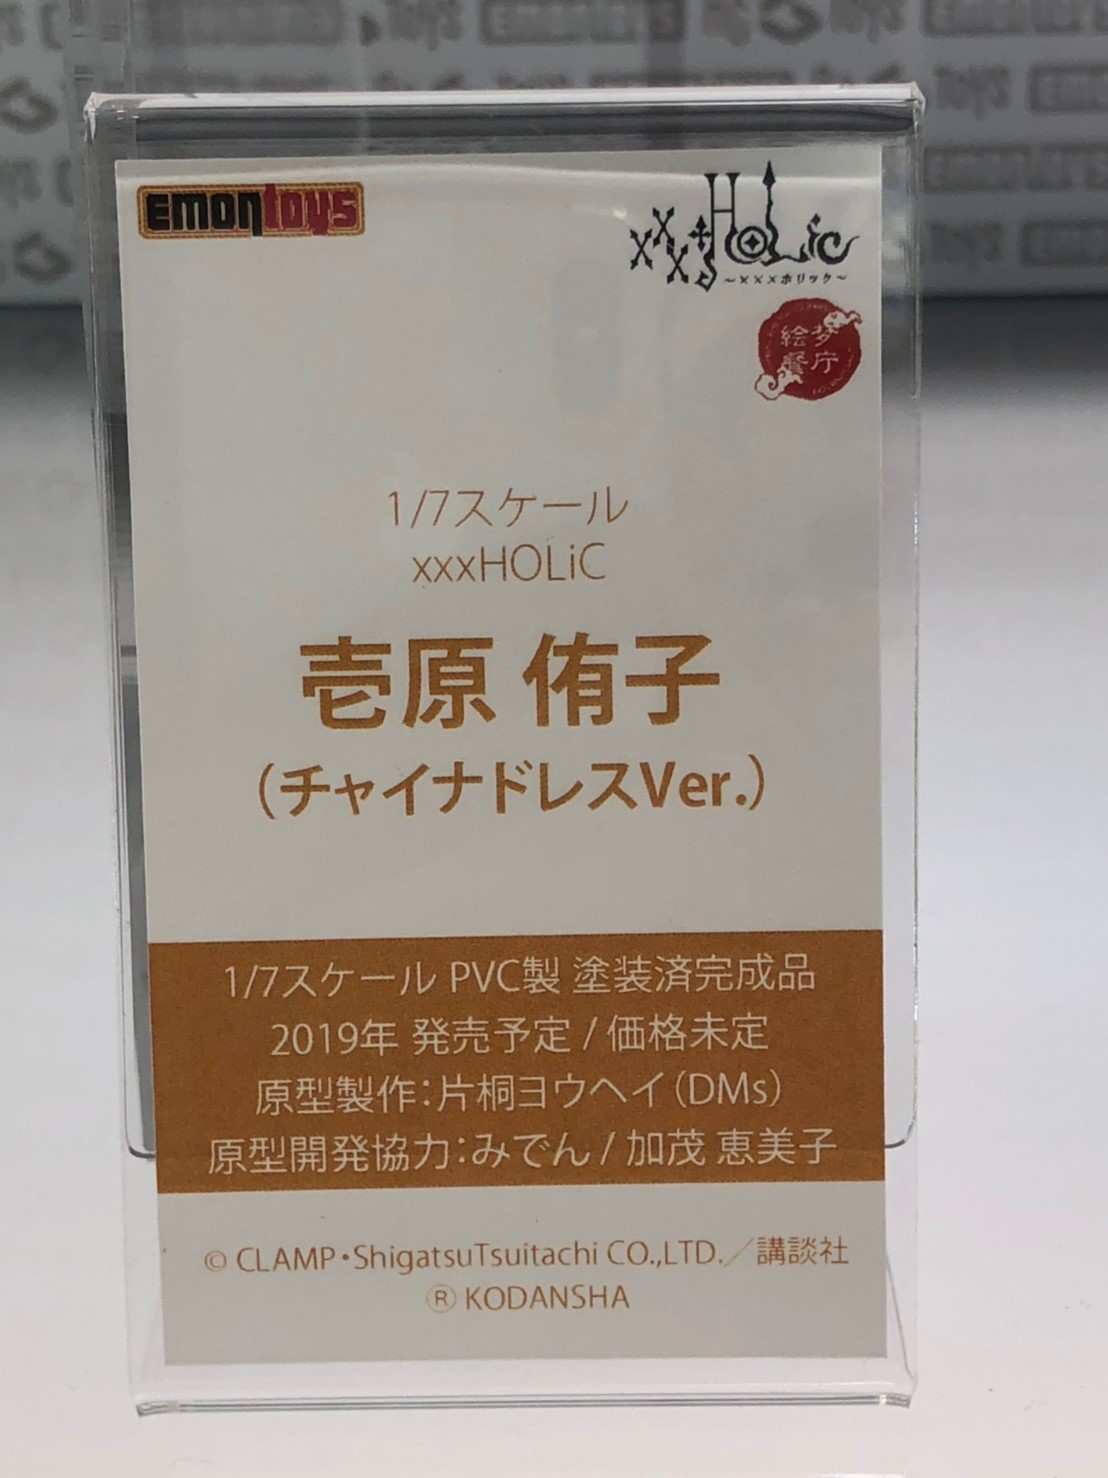 emontoys
xxxHOLiC
~×××ホリック~
1/7スケール
xxxHOLiC
壱原 侑子
(チャイナドレスVer.)
1/7スケール PVC製 塗装済完成品
2019年 発売予定 / 価格未定
原型製作:片桐ヨウヘイ(DMs)
原型開発協力:みでん / 加茂 恵美子
© CLAMP・ShigatsuTsuitachi CO.,LTD.／講談社
Ⓡ KODANSHA